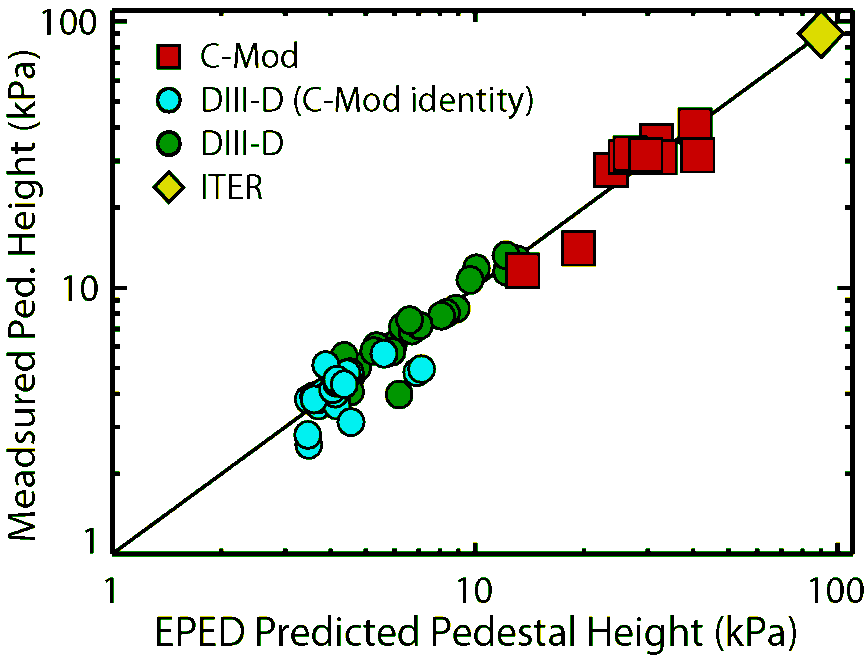 Meadsured Ped. Height (kPa)
100
10
1
C-Mod
DIII-D (C-Mod identity)
DIII-D
ITER
1
10
100
EPED Predicted Pedestal Height (kPa)